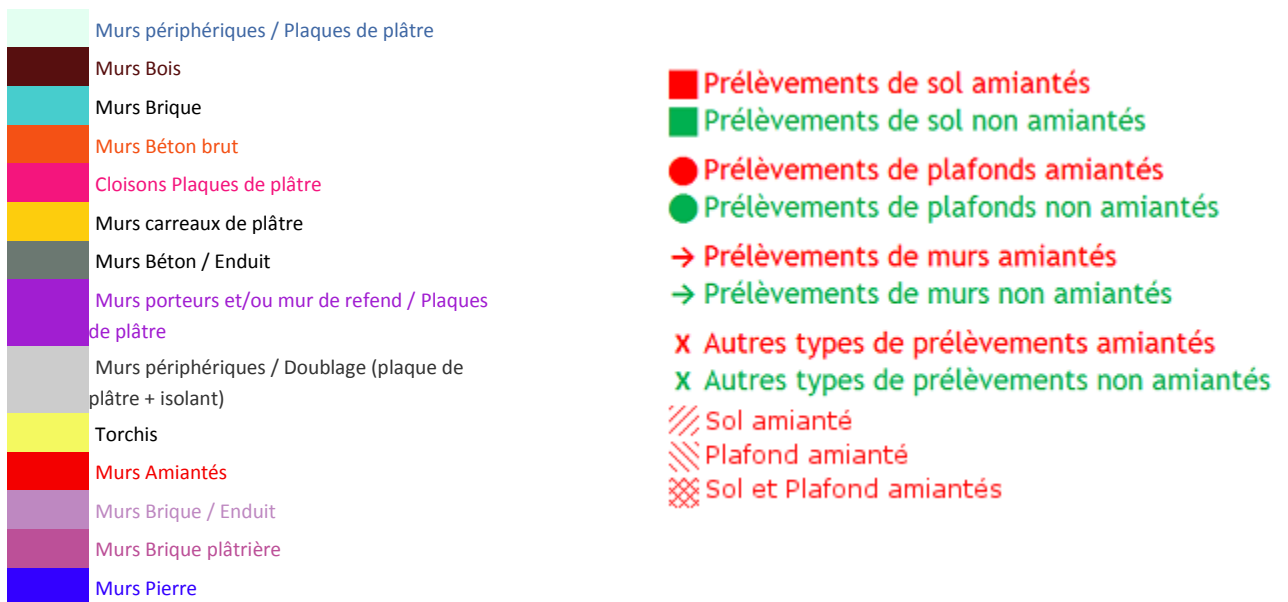 Murs périphériques / Plaques de plâtre
Murs Bois
Murs Brique
Murs Béton brut
Cloisons Plaques de plâtre
Murs carreaux de plâtre
Murs Béton / Enduit
Murs porteurs et/ou mur de refend / Plaques
de plâtre
Murs périphériques / Doublage (plaque de
plâtre + isolant)
Torchis
Murs Amiantés
Murs Brique / Enduit
Murs Brique plâtrière
Murs Pierre
Prélèvements de sol amiantés
Prélèvements de sol non amiantés
Prélèvements de plafonds amiantés
Prélèvements de plafonds non amiantés
→ Prélèvements de murs amiantés
→ Prélèvements de murs non amiantés
X Autres types de prélèvements amiantés
X Autres types de prélèvements non amiantés
Sol amianté
Plafond amianté
Sol et Plafond amiantés